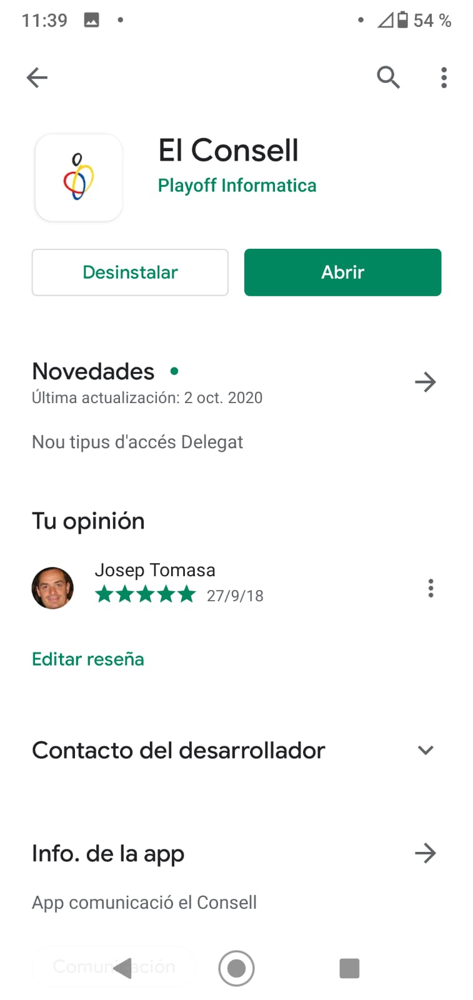 11:39
54 %
El Consell
Playoff Informatica
Desinstalar
Abrir
Novedades
Última actualización: 2 oct. 2020
Nou tipus d'accés Delegat
Tu opinión
Josep Tomasa
27/9/18
Editar reseña
Contacto del desarrollador
Info. de la app
App comunicació el Consell
Comunicación